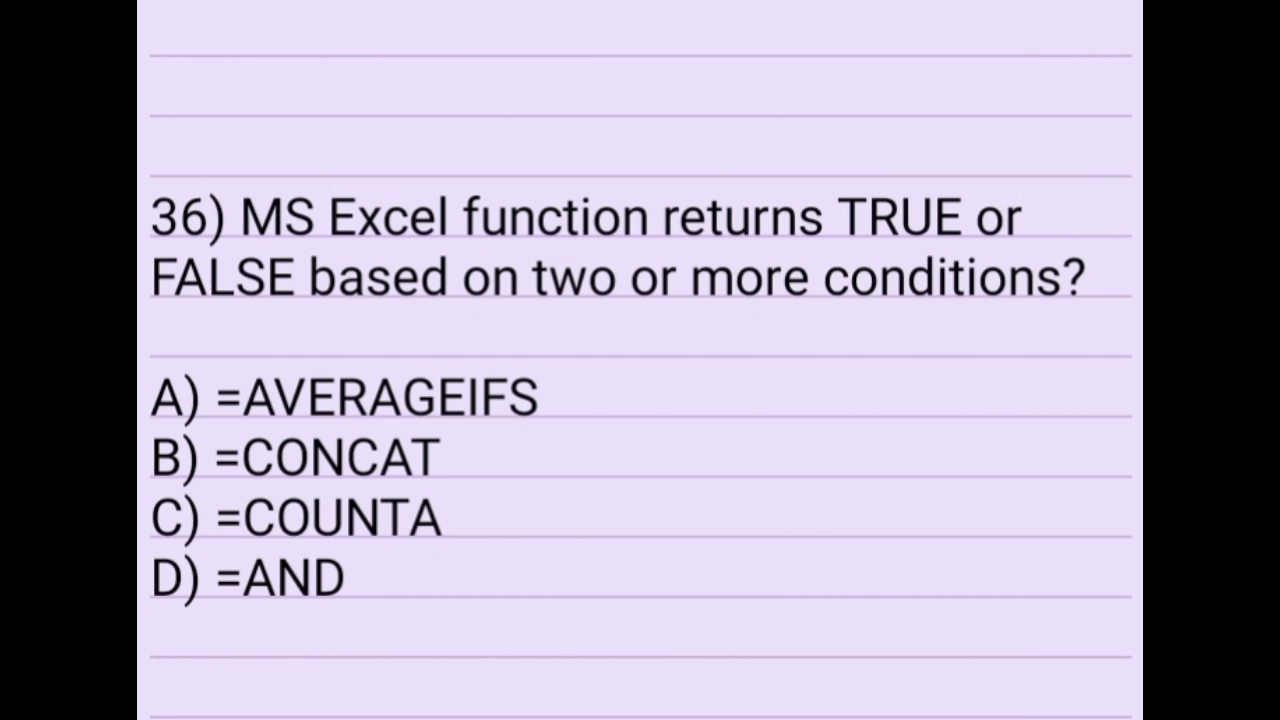 36) MS Excel function returns TRUE or
FALSE based on two or more conditions?
A) =AVERAGEIFS
B) =CONCAT
C) =COUNTA
D) =AND